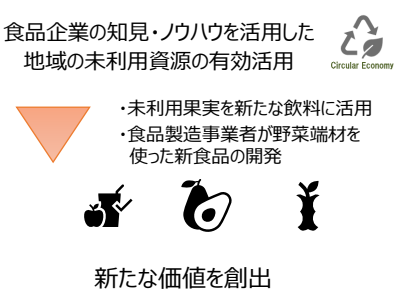 食品企業の知見・ノウハウを活用した
地域の未利用資源の有効活用
Circular Economy
・未利用果実を新たな飲料に活用
・食品製造事業者が野菜端材を
使った新食品の開発
新たな価値を創出